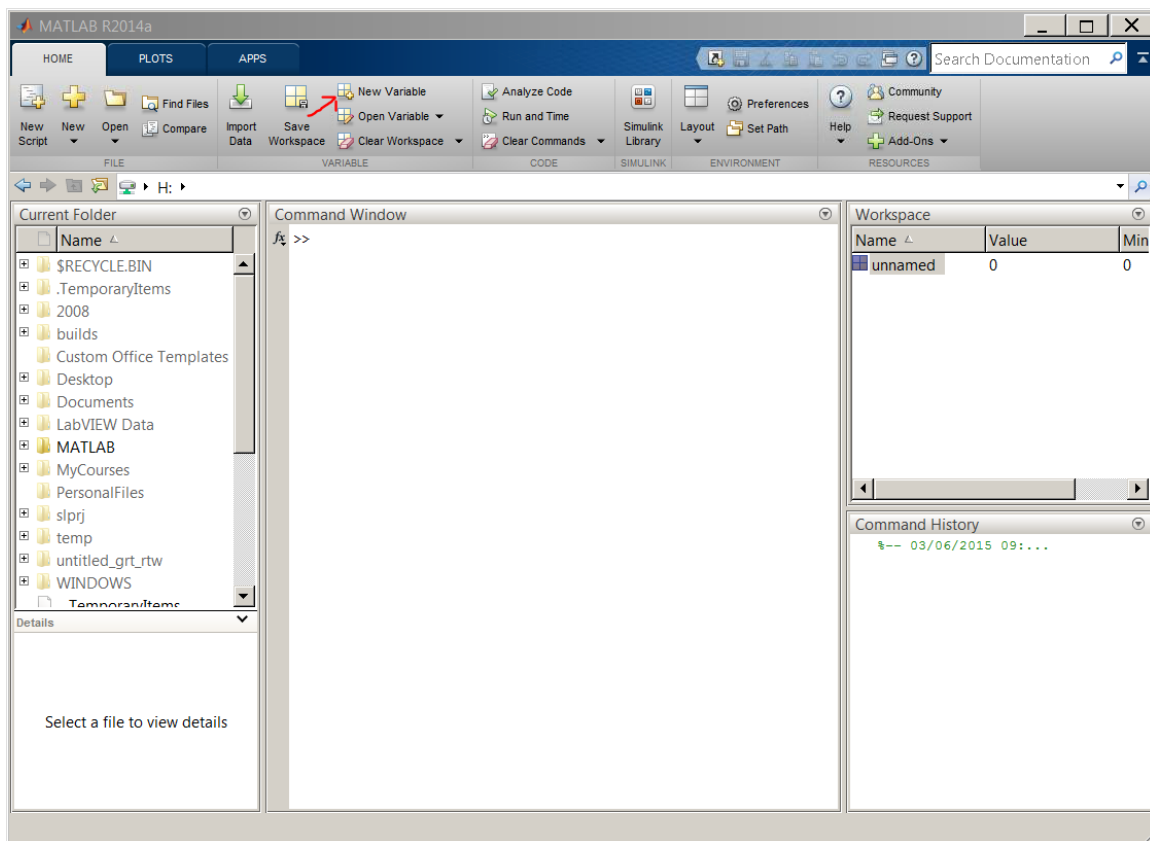 MATLAB R2014a
HOME PLOTS APPS Search Documentation
New Script
New
Open
Find Files
Compare
Import Data
Save Workspace
New Variable
Open Variable
Clear Workspace
Analyze Code
Run and Time
Clear Commands
Simulink Library
Layout
Preferences
Set Path
Help
Community
Request Support
Add-Ons
FILE VARIABLE CODE SIMULINK ENVIRONMENT RESOURCES
H:
Current Folder
Name
$RECYCLE.BIN
.TemporaryItems
2008
builds
Custom Office Templates
Desktop
Documents
LabVIEW Data
MATLAB
MyCourses
PersonalFiles
slprj
temp
untitled_grt_rtw
WINDOWS
Details
Select a file to view details
Command Window
fx >>
Workspace
Name Value Min
unnamed 0 0
Command History
%-- 03/06/2015 09:...